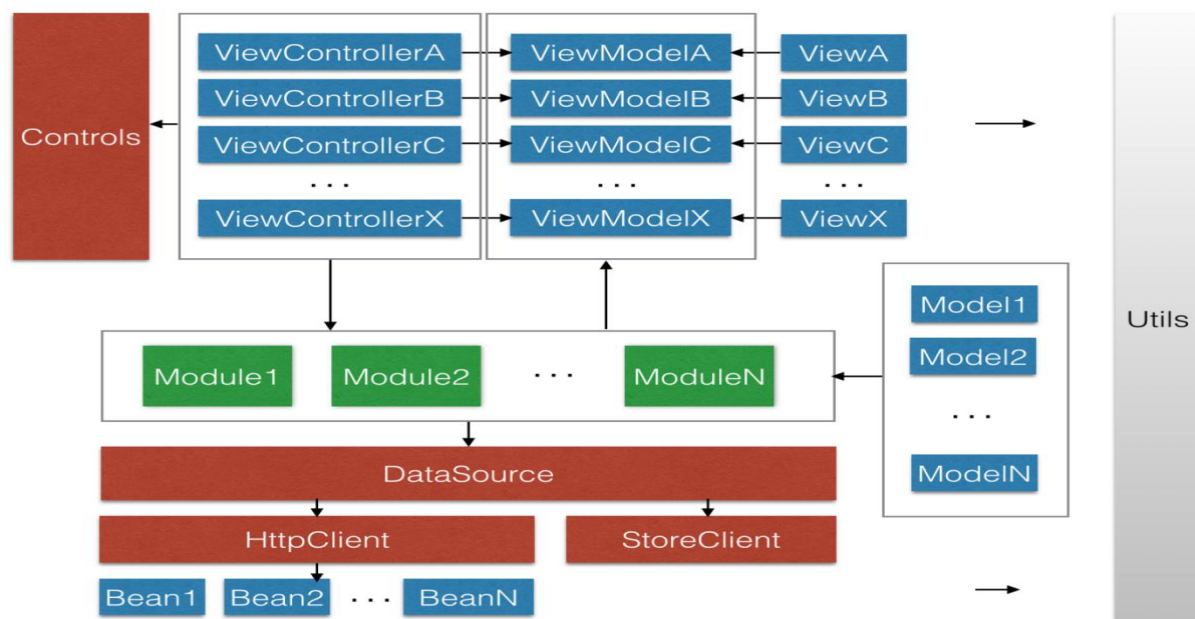 ViewControllerA ViewModelA ViewA
ViewControllerB ViewModelB ViewB
Controls ViewControllerC ViewModelC ViewC
... ... ...
ViewControllerX ViewModelX ViewX
Model1
Utils
Model2
Module1 Module2 ... ModuleN
...
DataSource ModelN
HttpClient StoreClient
Bean1 Bean2 ... BeanN